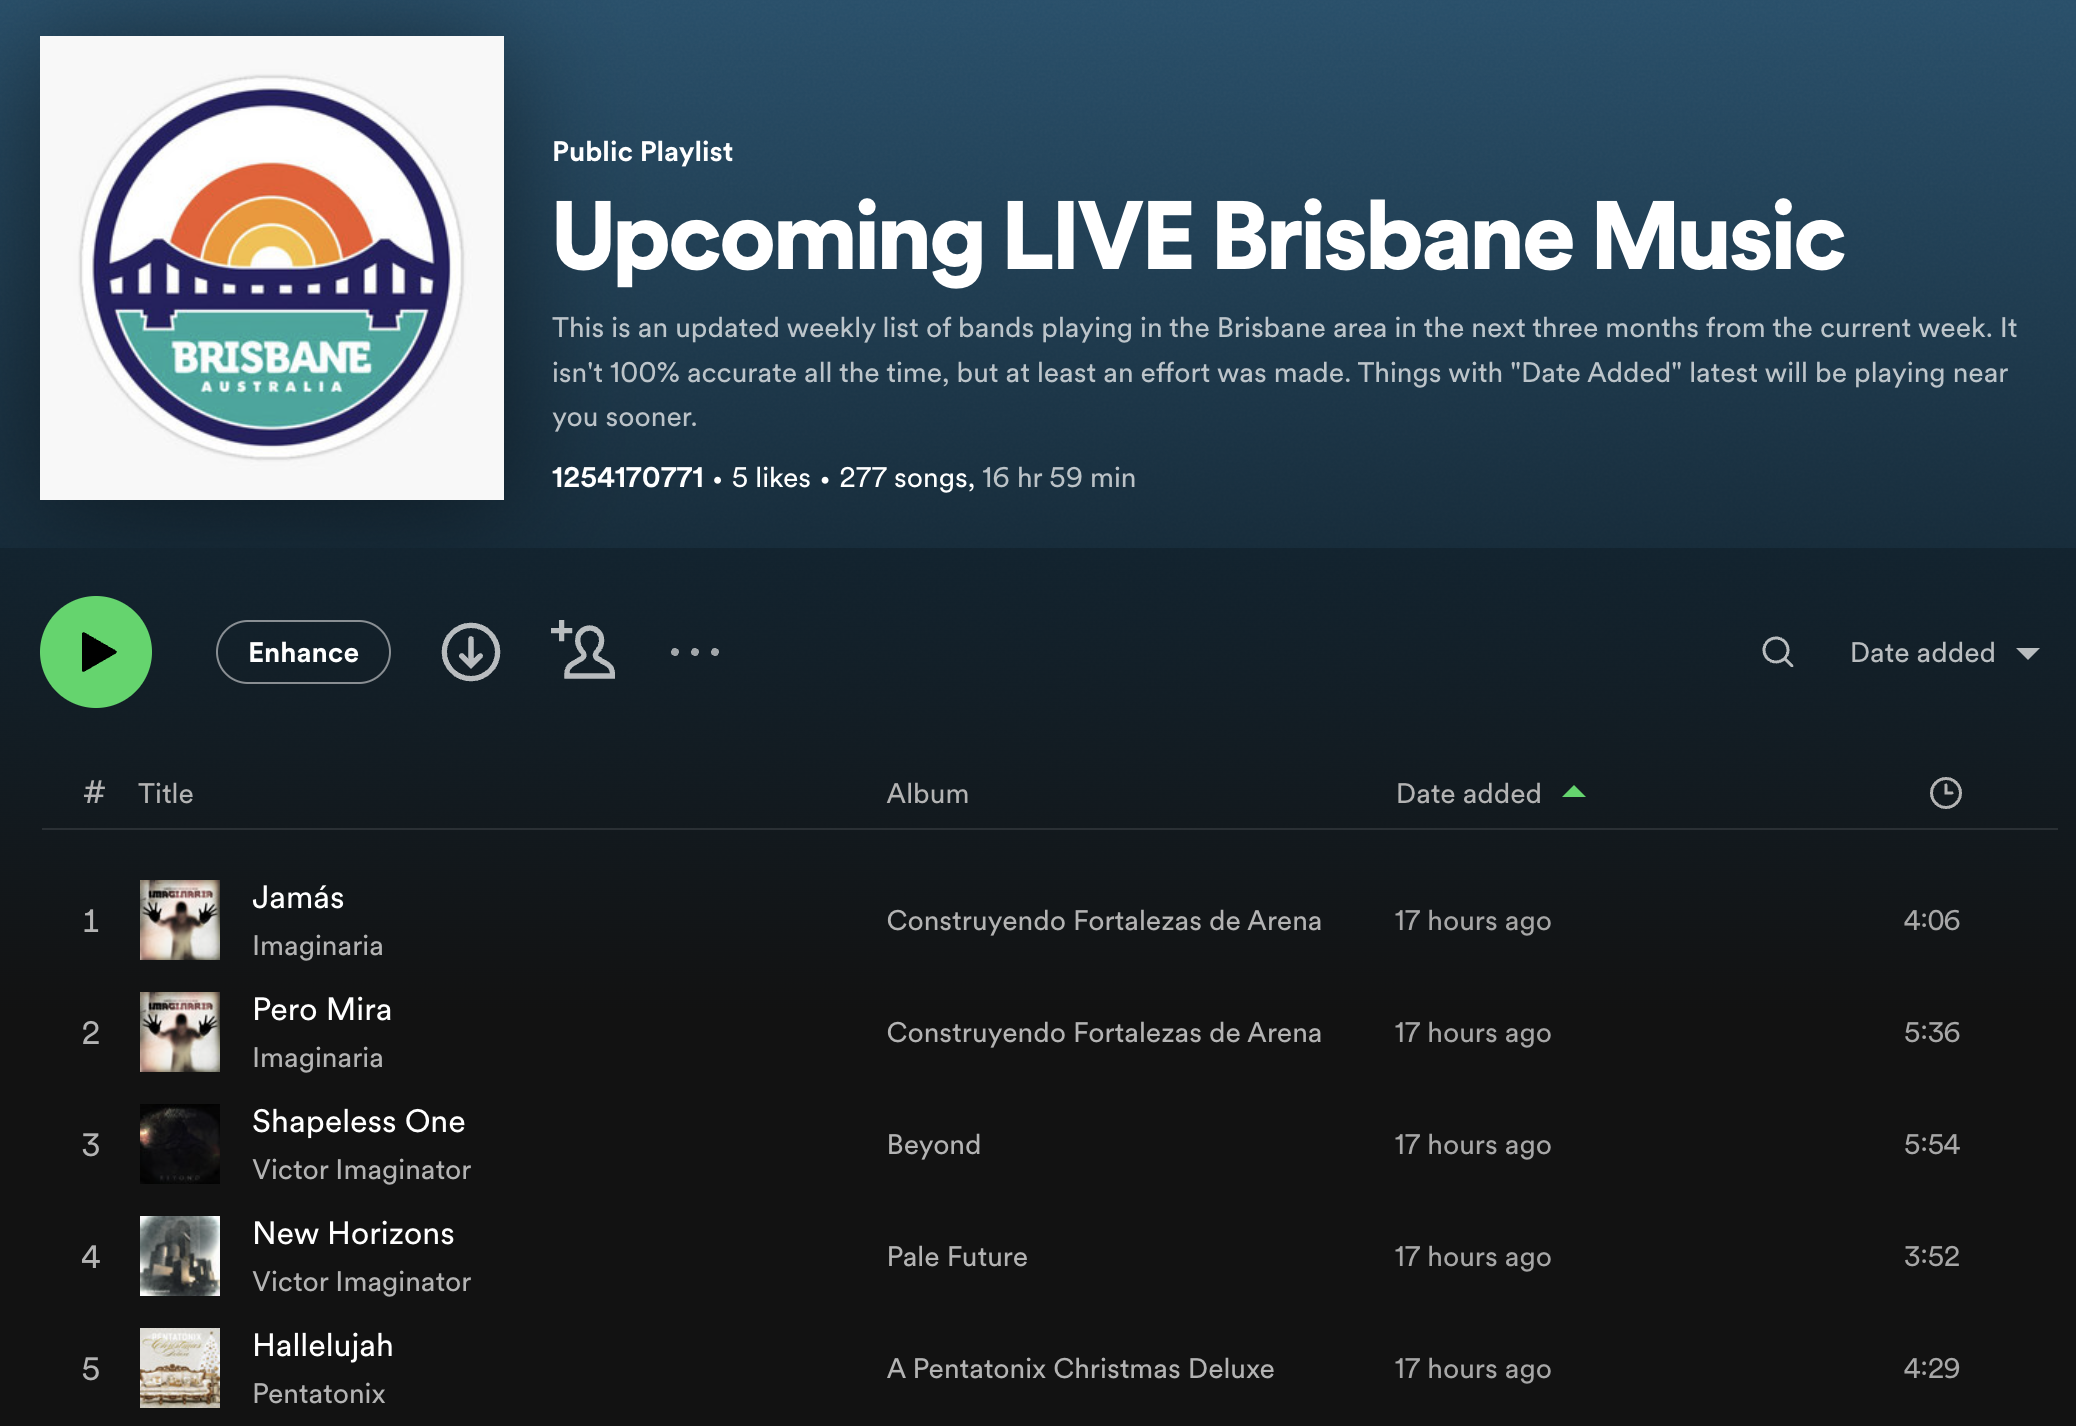 BRISBANE
AUSTRALIA
Public Playlist
Upcoming LIVE Brisbane Music
This is an updated weekly list of bands playing in the Brisbane area in the next three months from the current week. It
isn't 100% accurate all the time, but at least an effort was made. Things with "Date Added" latest will be playing near
you sooner.
1254170771 • 5 likes • 277 songs, 16 hr 59 min
Enhance
Date added
# Title Album Date added
1 Jamás Construyendo Fortalezas de Arena 17 hours ago 4:06
IMAGINARIA
Imaginaria
2 Pero Mira Construyendo Fortalezas de Arena 17 hours ago 5:36
IMAGINARIA
Imaginaria
3 Shapeless One Beyond 17 hours ago 5:54
BEYOND
Victor Imaginator
4 New Horizons Pale Future 17 hours ago 3:52
Victor Imaginator
5 Hallelujah A Pentatonix Christmas Deluxe 17 hours ago 4:29
PENTATONIX
Christmas
Pentatonix